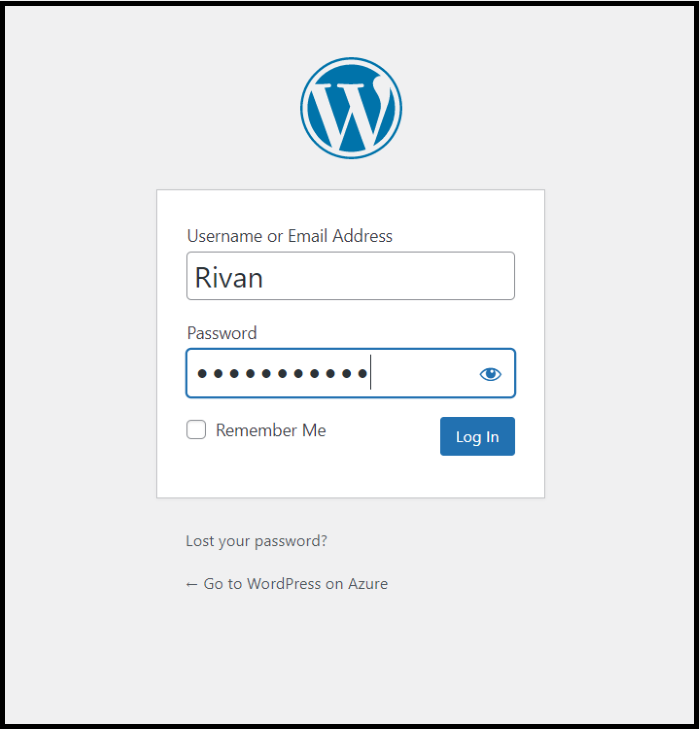 Username or Email Address
Rivan
Password
•••••••••••
Remember Me
Log In
Lost your password?
← Go to WordPress on Azure